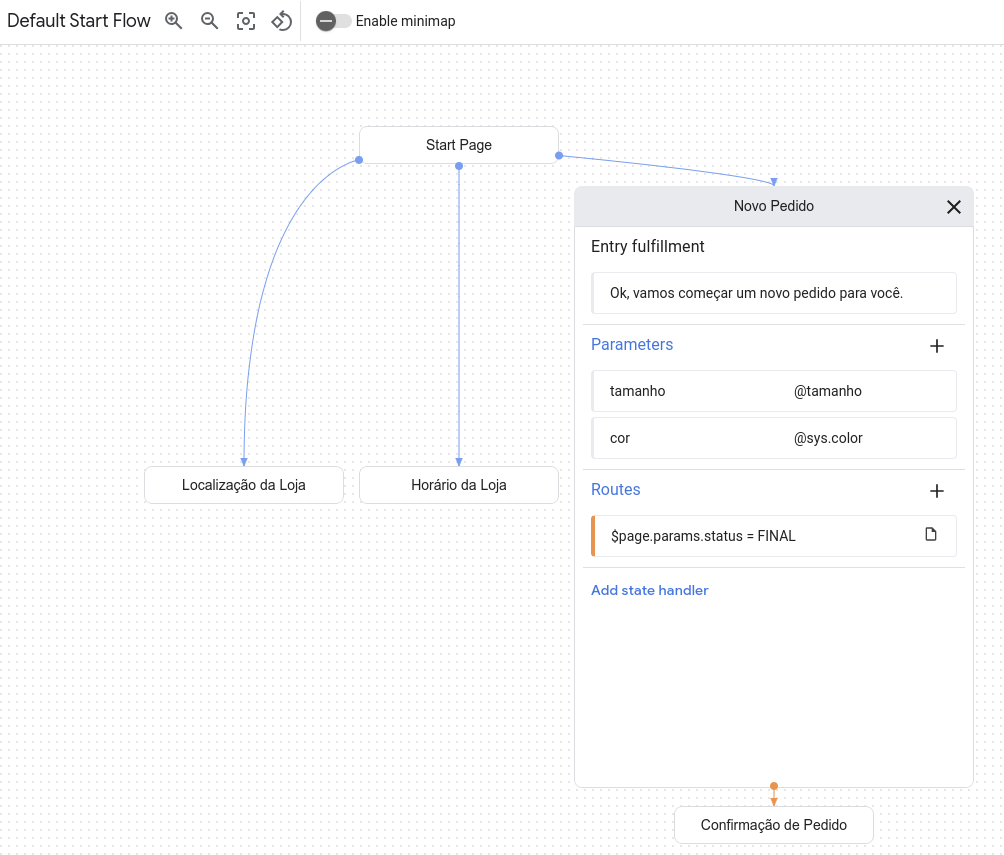 Default Start Flow
Enable minimap
Start Page
Novo Pedido
Entry fulfillment
Ok, vamos começar um novo pedido para você.
Parameters
tamanho @tamanho
cor @sys.color
Localização da Loja
Horário da Loja
Routes
$page.params.status = FINAL
Add state handler
Confirmação de Pedido